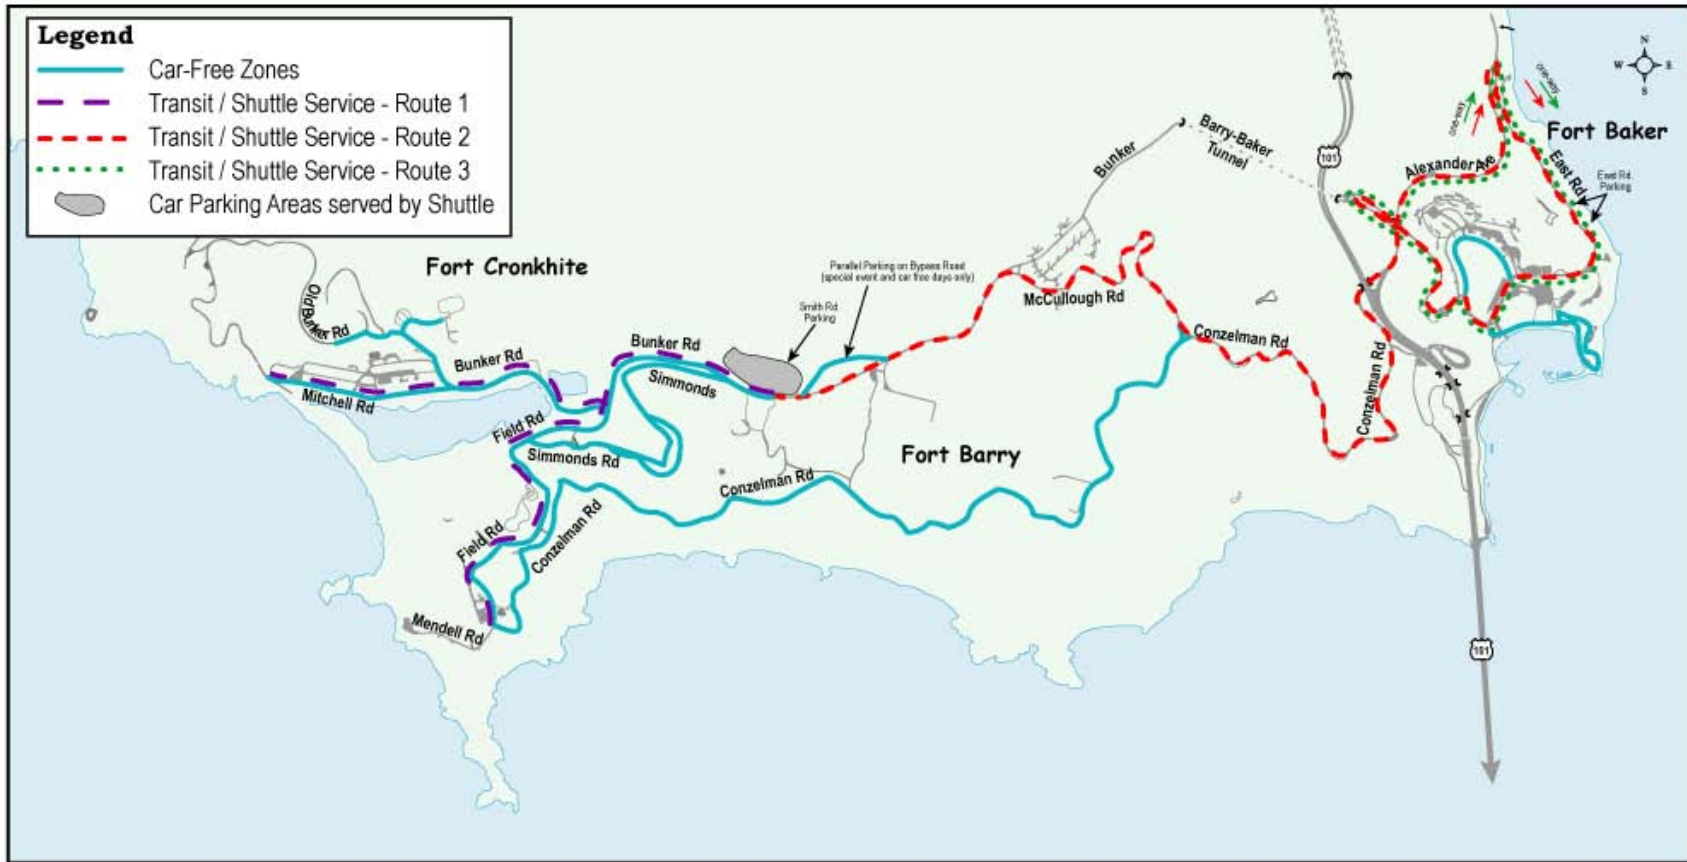 Legend
Car-Free Zones
Transit / Shuttle Service - Route 1
Transit / Shuttle Service - Route 2
Transit / Shuttle Service - Route 3
Car Parking Areas served by Shuttle
N
W
E
S
one-way
one-way
Fort Baker
101
Barry-Baker
Tunnel
Bunker
Alexander Ave
East Rd
East Rd.
Parking
Fort Cronkhite
Parallel Parking on Bypass Road
(special event and car free days only)
Old Bunker Rd
Smith Rd.
Parking
McCullough Rd
Bunker Rd
Bunker Rd
Conzelman Rd
Simmonds
Mitchell Rd
Conzelman Rd
Field Rd
Simmonds Rd
Fort Barry
Conzelman Rd
Field Rd
Conzelman Rd
Mendell Rd
101